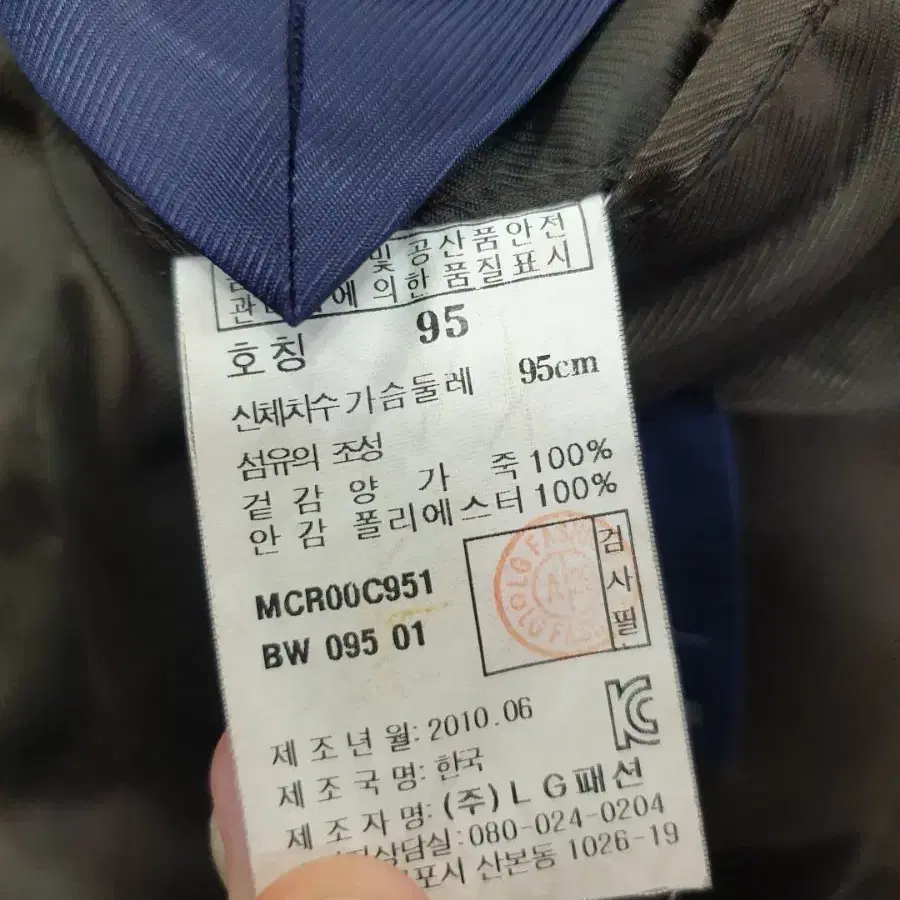 및 공산품안전
관 에 의한 품질표시
호칭 95
신체치수 가슴둘레 95cm
섬유의 조성
겉 감 양 가 죽 100%
안 감 폴리에스터 100%
MCR00C951
BW 095 01
검사필
LG FASH
LG FAS
제 조 년 월: 2010.06
제 조 국 명: 한국
제 조 자 명: (주) L G 패션
상담실: 080-024-0204
포시 산본동 1026-19